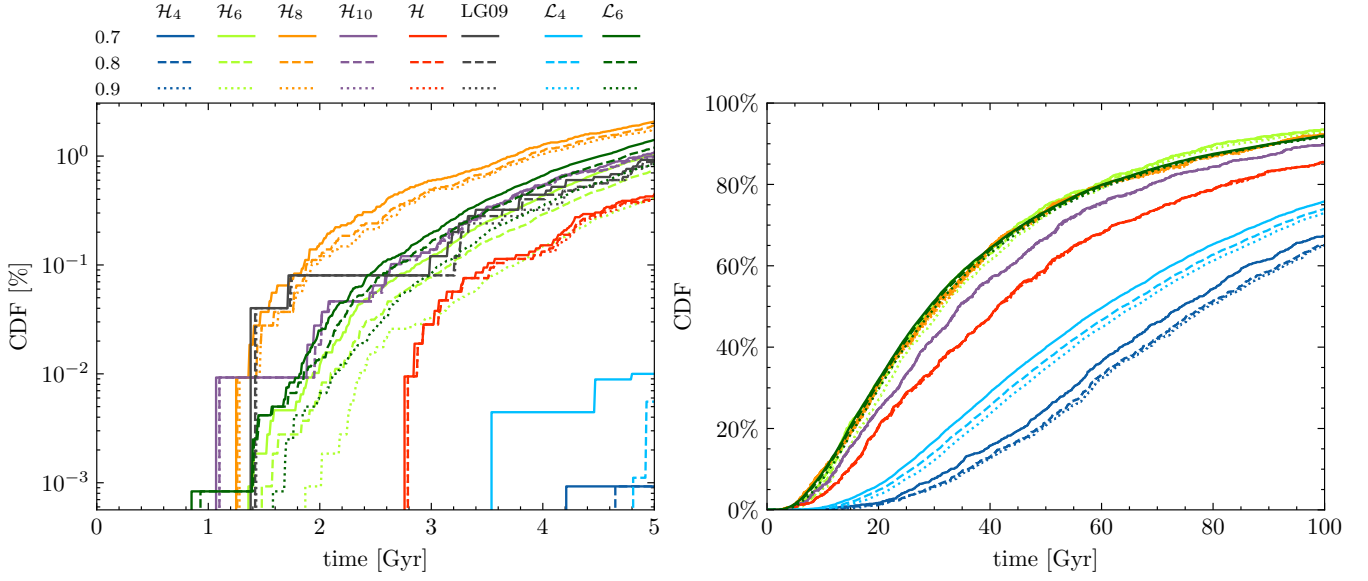 ℋ₄ ℋ₆ ℋ₈ ℋ₁₀ ℋ LG09 ℒ₄ ℒ₆
0.7
0.8
0.9
CDF [%]
10⁰
10⁻¹
10⁻²
10⁻³
0 1 2 3 4 5
time [Gyr]
CDF
100%
80%
60%
40%
20%
0%
0 20 40 60 80 100
time [Gyr]